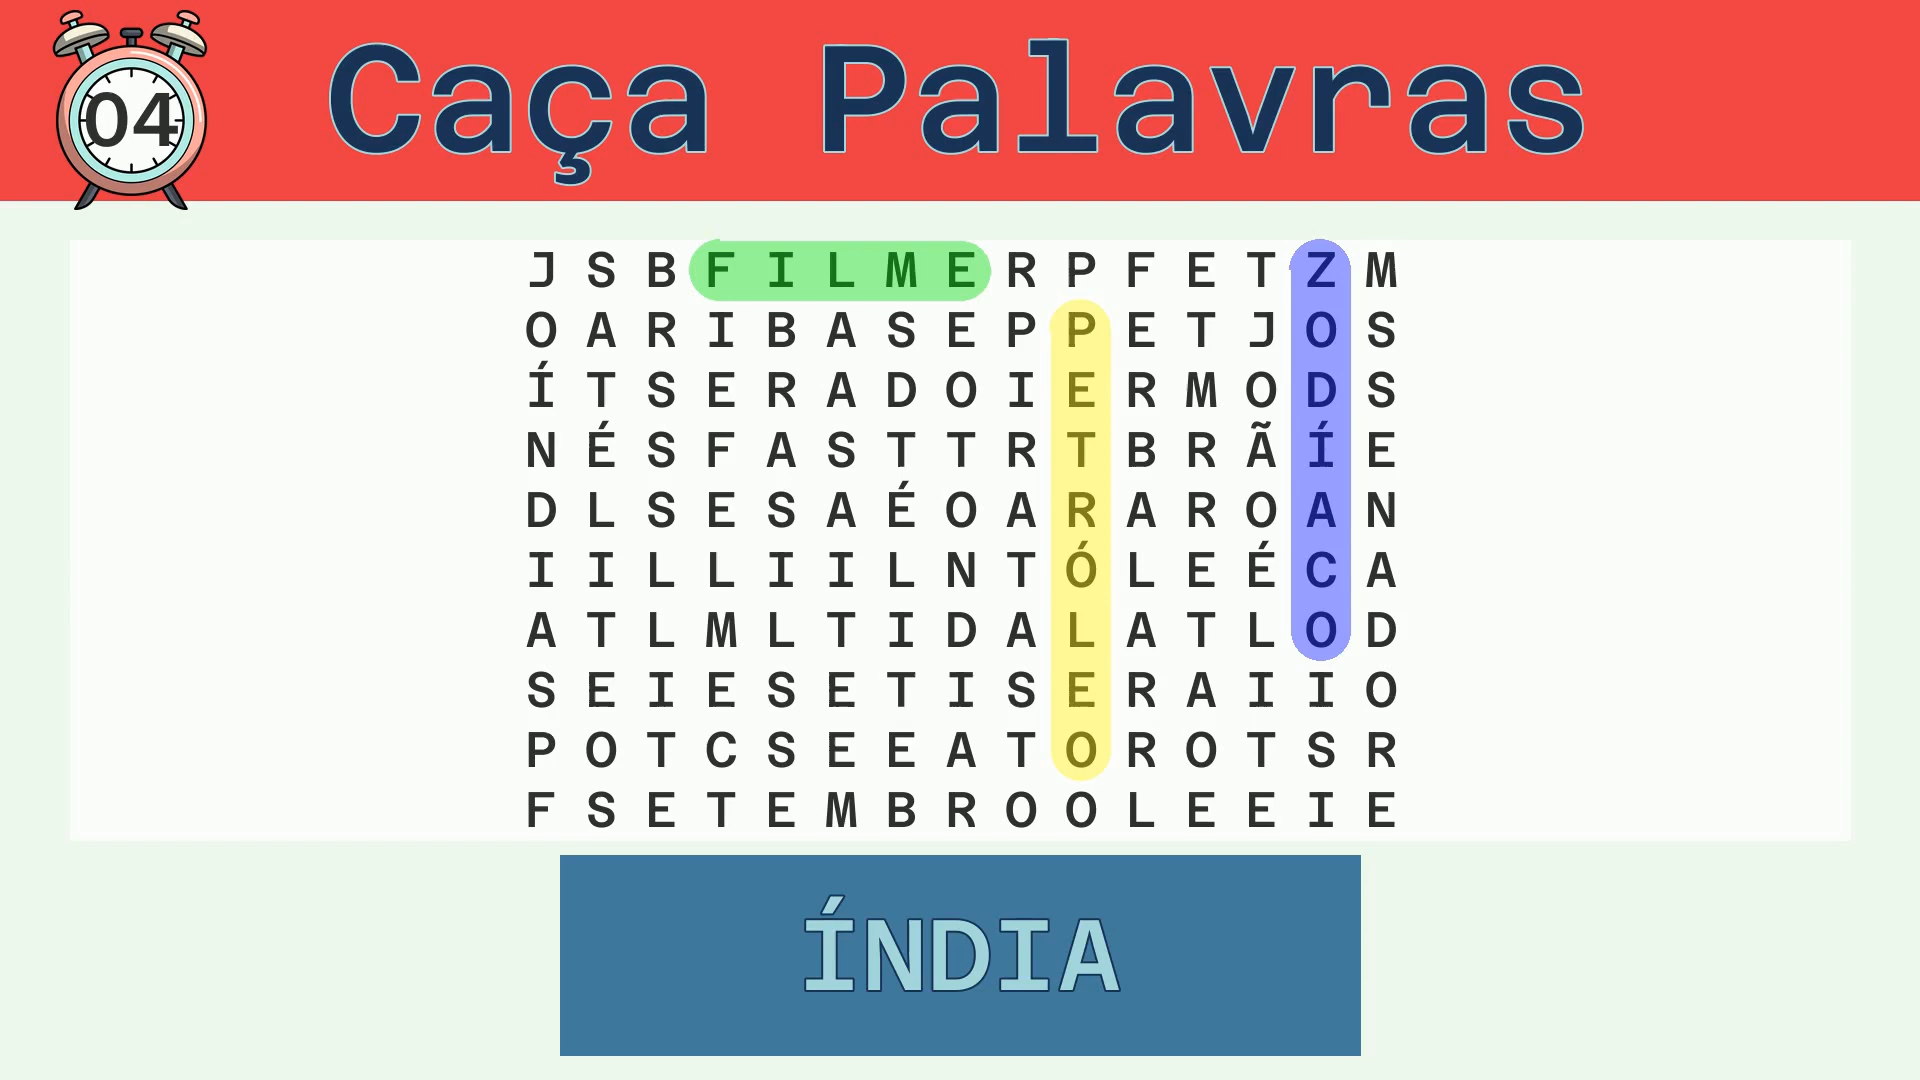 04
Caça Palavras
J S B F I L M E R P F E T Z M
O A R I B A S E P P E T J O S
Í T S E R A D O I E R M O D S
N É S F A S T T R T B R Ã Í E
D L S E S A É O A R A R O A N
I I L L I I L N T Ó L E É C A
A T L M L T I D A L A T L O D
S E I E S E T I S E R A I I O
P O T C S E E A T O R O T S R
F S E T E M B R O O L E E I E
ÍNDIA